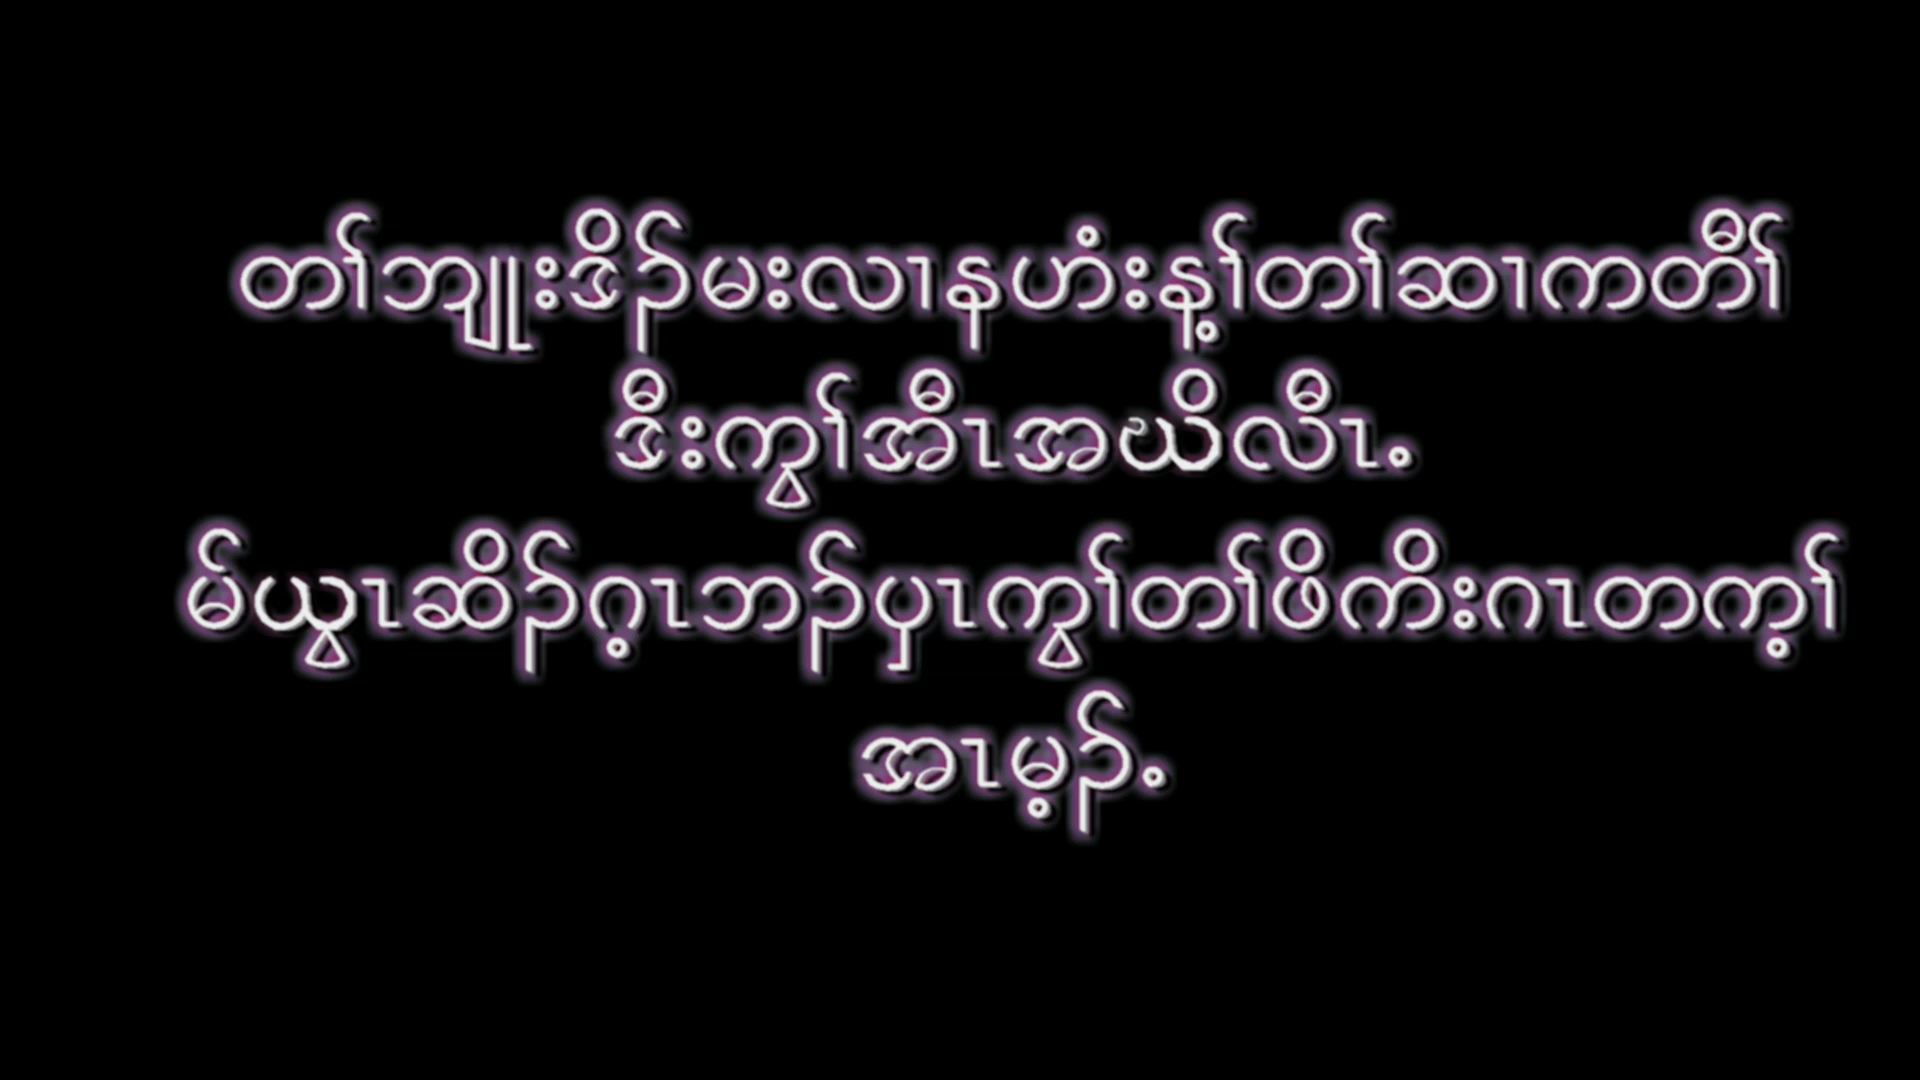 တၢ်ဘျုးဒိၣ်မးလၢနဟံးန့ၢ်တၢ်ဆၢကတီၢ်
ဒီးကွၢ်အီၤအဃိလီၤ.
မ်ယွၤဆိၣ်ဂ့ၤဘၣ်ပှၤကွၢ်တၢ်ဖိကိးဂၤတက့ၢ်
အၤမ့ၣ်.